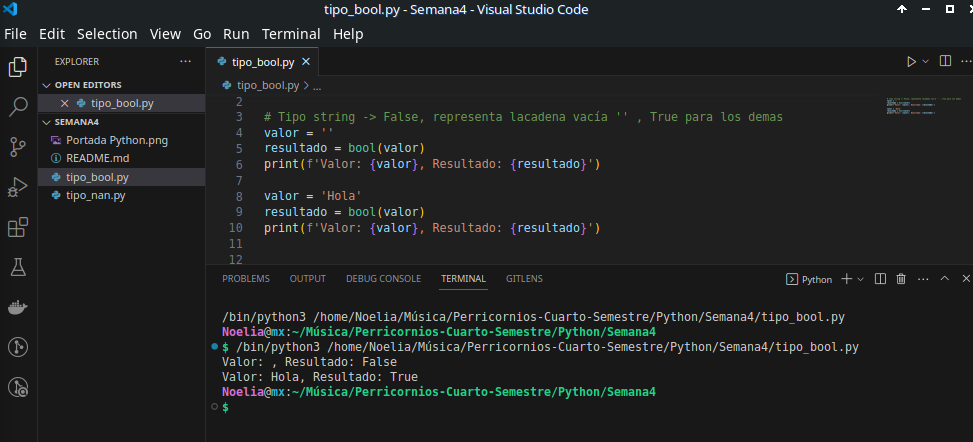 tipo_bool.py - Semana4 - Visual Studio Code
File Edit Selection View Go Run Terminal Help
EXPLORER
OPEN EDITORS
tipo_bool.py
SEMANA4
Portada Python.png
README.md
tipo_bool.py
tipo_nan.py
tipo_bool.py
tipo_bool.py > ...
2
3 # Tipo string -> False, representa lacadena vacía '' , True para los demas
4 valor = ''
5 resultado = bool(valor)
6 print(f'Valor: {valor}, Resultado: {resultado}')
7
8 valor = 'Hola'
9 resultado = bool(valor)
10 print(f'Valor: {valor}, Resultado: {resultado}')
11
12
PROBLEMS OUTPUT DEBUG CONSOLE TERMINAL GITLENS Python
/bin/python3 /home/Noelia/Música/Perricornios-Cuarto-Semestre/Python/Semana4/tipo_bool.py
Noelia@mx:~/Música/Perricornios-Cuarto-Semestre/Python/Semana4
$ /bin/python3 /home/Noelia/Música/Perricornios-Cuarto-Semestre/Python/Semana4/tipo_bool.py
Valor: , Resultado: False
Valor: Hola, Resultado: True
Noelia@mx:~/Música/Perricornios-Cuarto-Semestre/Python/Semana4
$